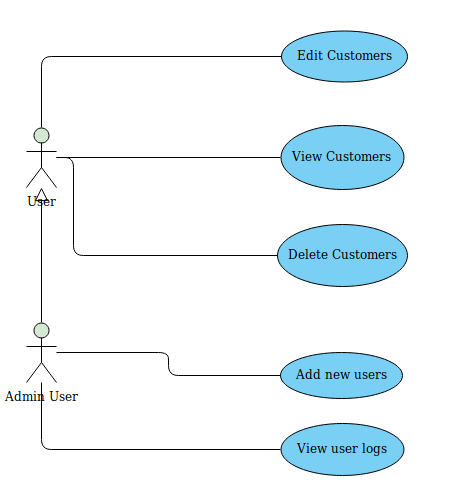 Edit Customers
View Customers
User
Delete Customers
Add new users
Admin User
View user logs